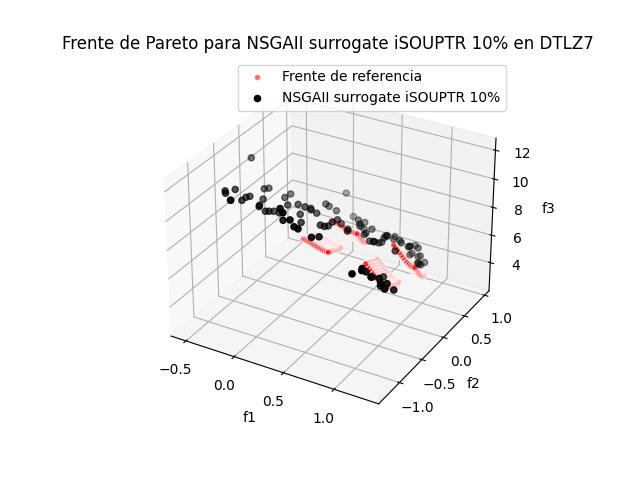 Frente de Pareto para NSGAII surrogate iSOUPTR 10% en DTLZ7
Frente de referencia
NSGAII surrogate iSOUPTR 10%
12
10
8
6
4
f3
1.0
0.5
0.0
−0.5
−1.0
f2
−0.5
0.0
0.5
1.0
f1